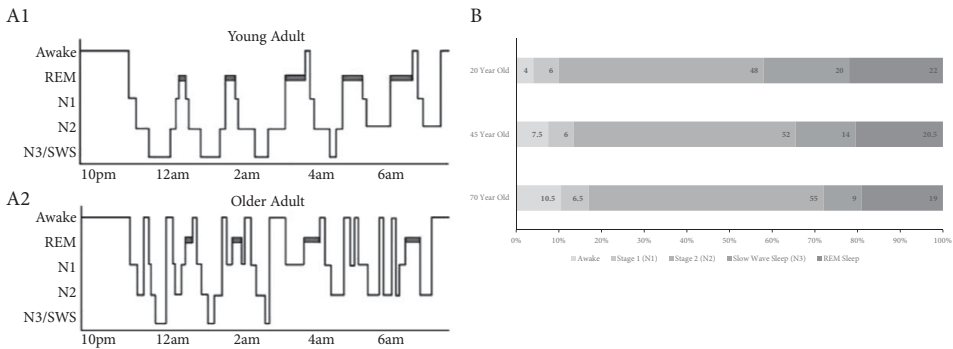 A1
Young Adult
Awake
REM
N1
N2
N3/SWS
10pm 12am 2am 4am 6am
A2
Older Adult
Awake
REM
N1
N2
N3/SWS
10pm 12am 2am 4am 6am
B
20 Year Old 4 6 48 20 22
45 Year Old 7.5 6 52 14 20.5
70 Year Old 10.5 6.5 55 9 19
0% 10% 20% 30% 40% 50% 60% 70% 80% 90% 100%
Awake Stage 1 (N1) Stage 2 (N2) Slow Wave Sleep (N3) REM Sleep